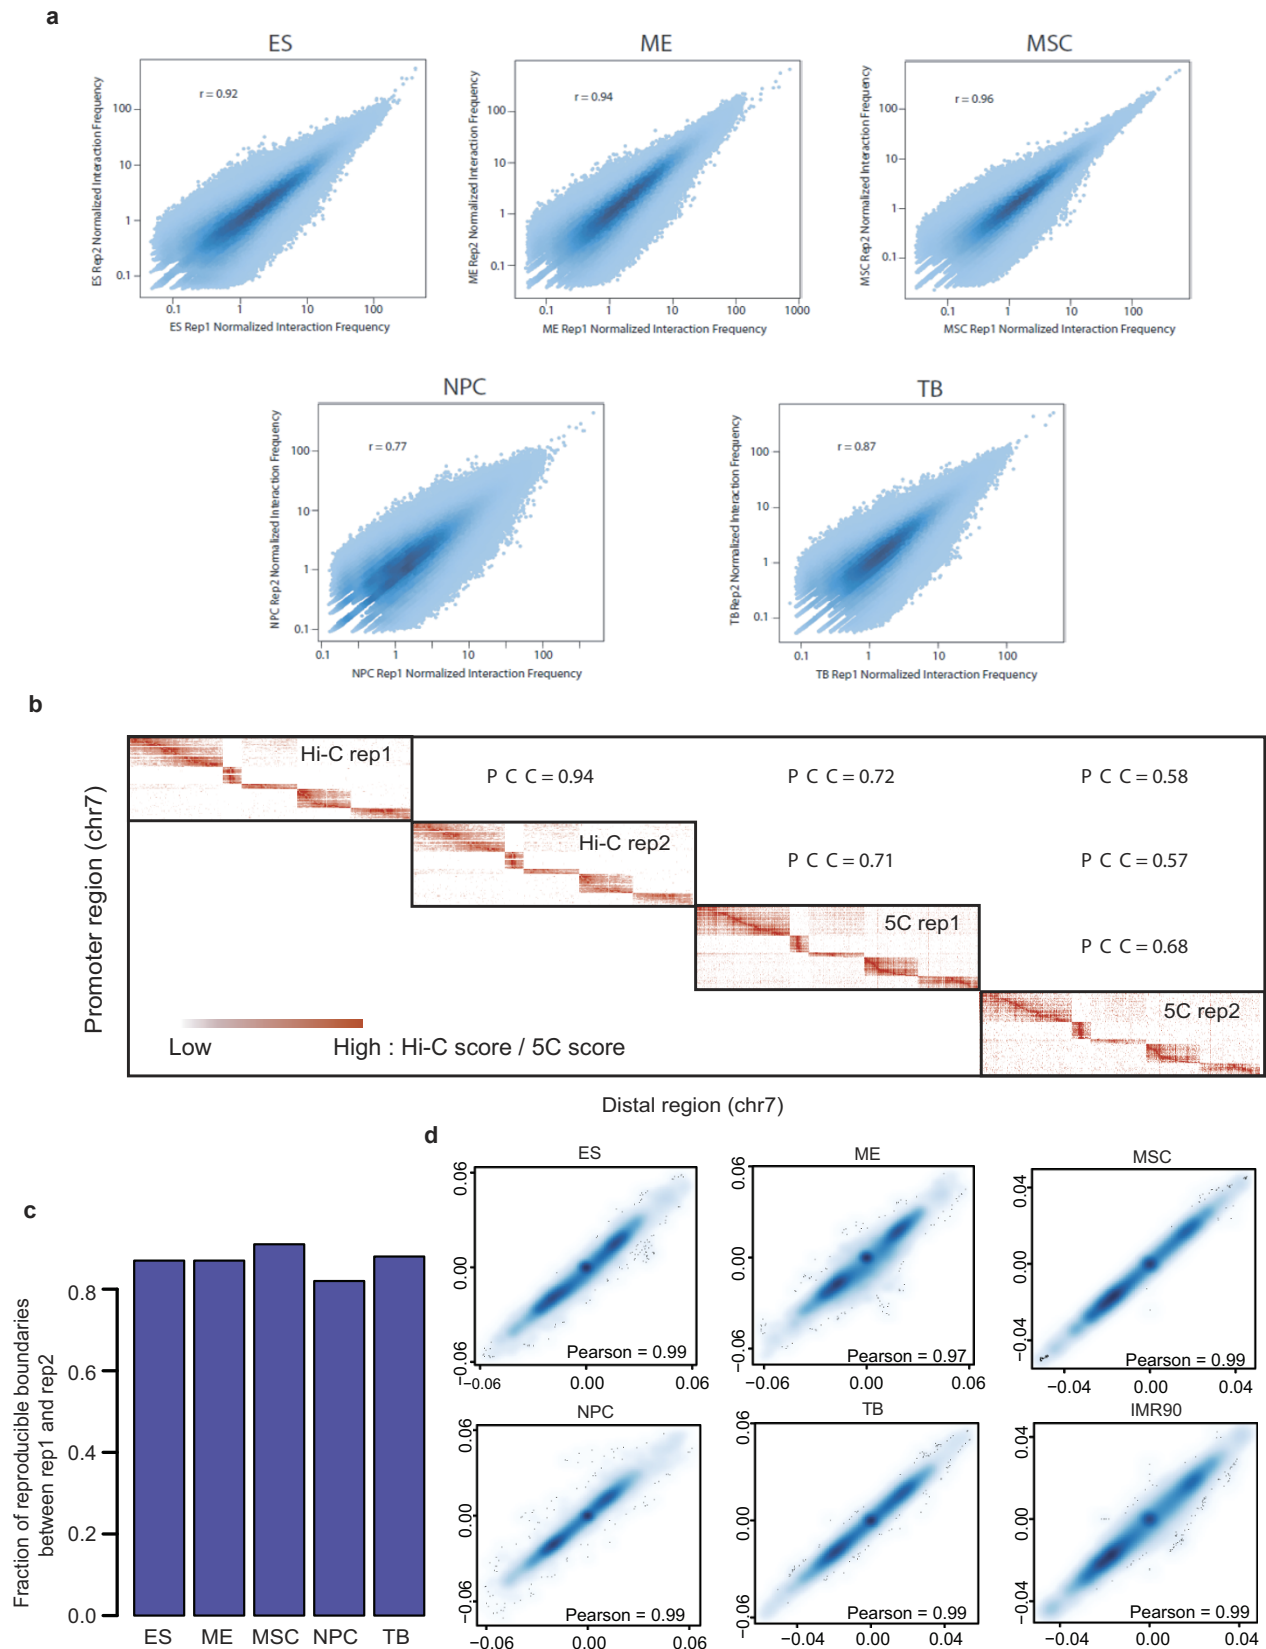 a
ES
ME
MSC
r = 0.92
r = 0.94
r = 0.96
ES Rep2 Normalized Interaction Frequency
100
10
1
0.1
0.1 1 10 100
ES Rep1 Normalized Interaction Frequency
ME Rep2 Normalized Interaction Frequency
100
10
1
0.1
0.1 1 10 100 1000
ME Rep1 Normalized Interaction Frequency
MSC Rep2 Normalized Interaction Frequency
100
10
1
0.1
0.1 1 10 100
MSC Rep1 Normalized Interaction Frequency
NPC
r = 0.77
NPC Rep2 Normalized Interaction Frequency
100
10
1
0.1
0.1 1 10 100
NPC Rep1 Normalized Interaction Frequency
TB
r = 0.87
TB Rep2 Normalized Interaction Frequency
100
10
1
0.1
0.1 1 10 100
TB Rep1 Normalized Interaction Frequency
b
Promoter region (chr7)
Hi-C rep1
P C C = 0.94
P C C = 0.72
P C C = 0.58
Hi-C rep2
P C C = 0.71
P C C = 0.57
5C rep1
P C C = 0.68
5C rep2
Low
High : Hi-C score / 5C score
Distal region (chr7)
c
Fraction of reproducible boundaries
between rep1 and rep2
0.8
0.6
0.4
0.2
0.0
ES ME MSC NPC TB
d
ES
0.06
0.00
−0.06
Pearson = 0.99
−0.06 0.00 0.06
ME
0.06
0.00
−0.06
Pearson = 0.97
−0.06 0.00 0.06
MSC
0.04
0.00
−0.04
Pearson = 0.99
−0.04 0.00 0.04
NPC
0.06
0.00
−0.06
Pearson = 0.99
−0.06 0.00 0.06
TB
0.06
0.00
−0.06
Pearson = 0.99
−0.06 0.00 0.06
IMR90
0.04
0.00
−0.04
Pearson = 0.99
−0.04 0.00 0.04